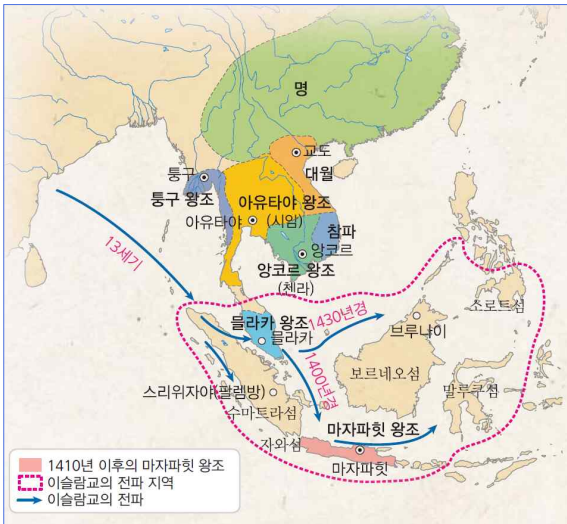 명
교도
대월
퉁구
퉁구 왕조
아유타야 왕조
(시암)
아유타야
참파
앙코르
앙코르 왕조
(첸라)
13세기
믈라카 왕조
믈라카
1430년경
1400년경
브루나이
소로트섬
보르네오섬
말루쿠섬
스리위자야(팔렘방)
수마트라섬
자와섬
마자파힛 왕조
마자파힛
1410년 이후의 마자파힛 왕조
이슬람교의 전파 지역
이슬람교의 전파